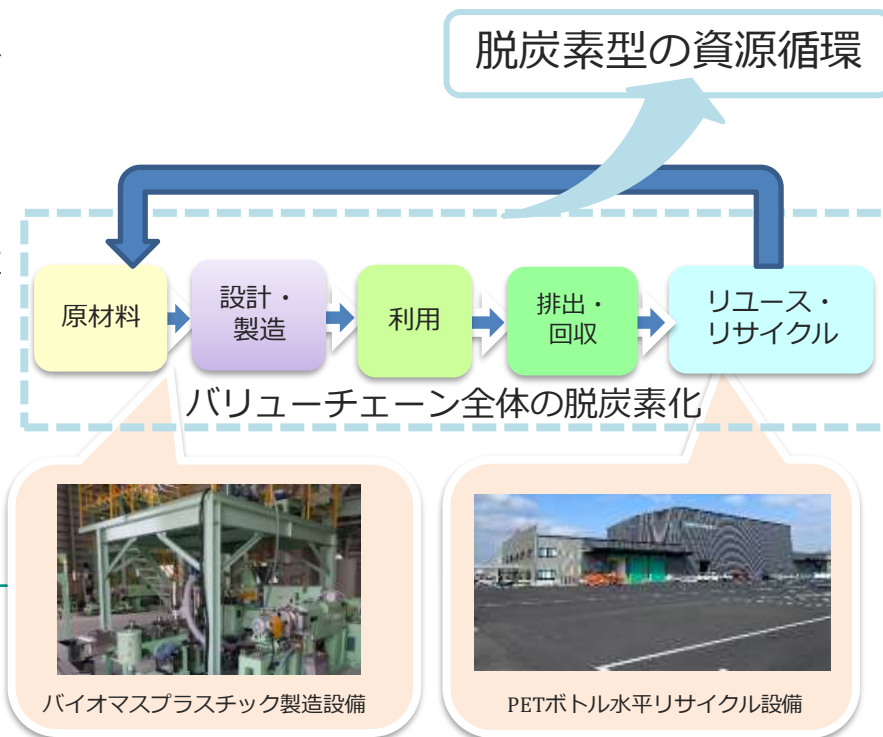 脱炭素型の資源循環
原材料
設計・
製造
利用
排出・
回収
リユース・
リサイクル
バリューチェーン全体の脱炭素化
バイオマスプラスチック製造設備
PETボトル水平リサイクル設備